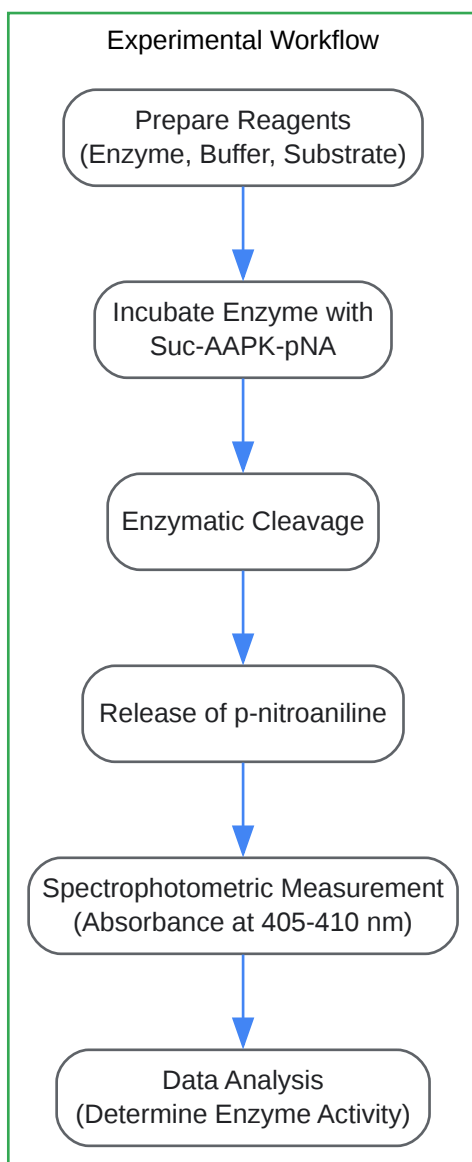 Experimental Workflow
Prepare Reagents
(Enzyme, Buffer, Substrate)
Incubate Enzyme with
Suc-AAPK-pNA
Enzymatic Cleavage
Release of p-nitroaniline
Spectrophotometric Measurement
(Absorbance at 405-410 nm)
Data Analysis
(Determine Enzyme Activity)